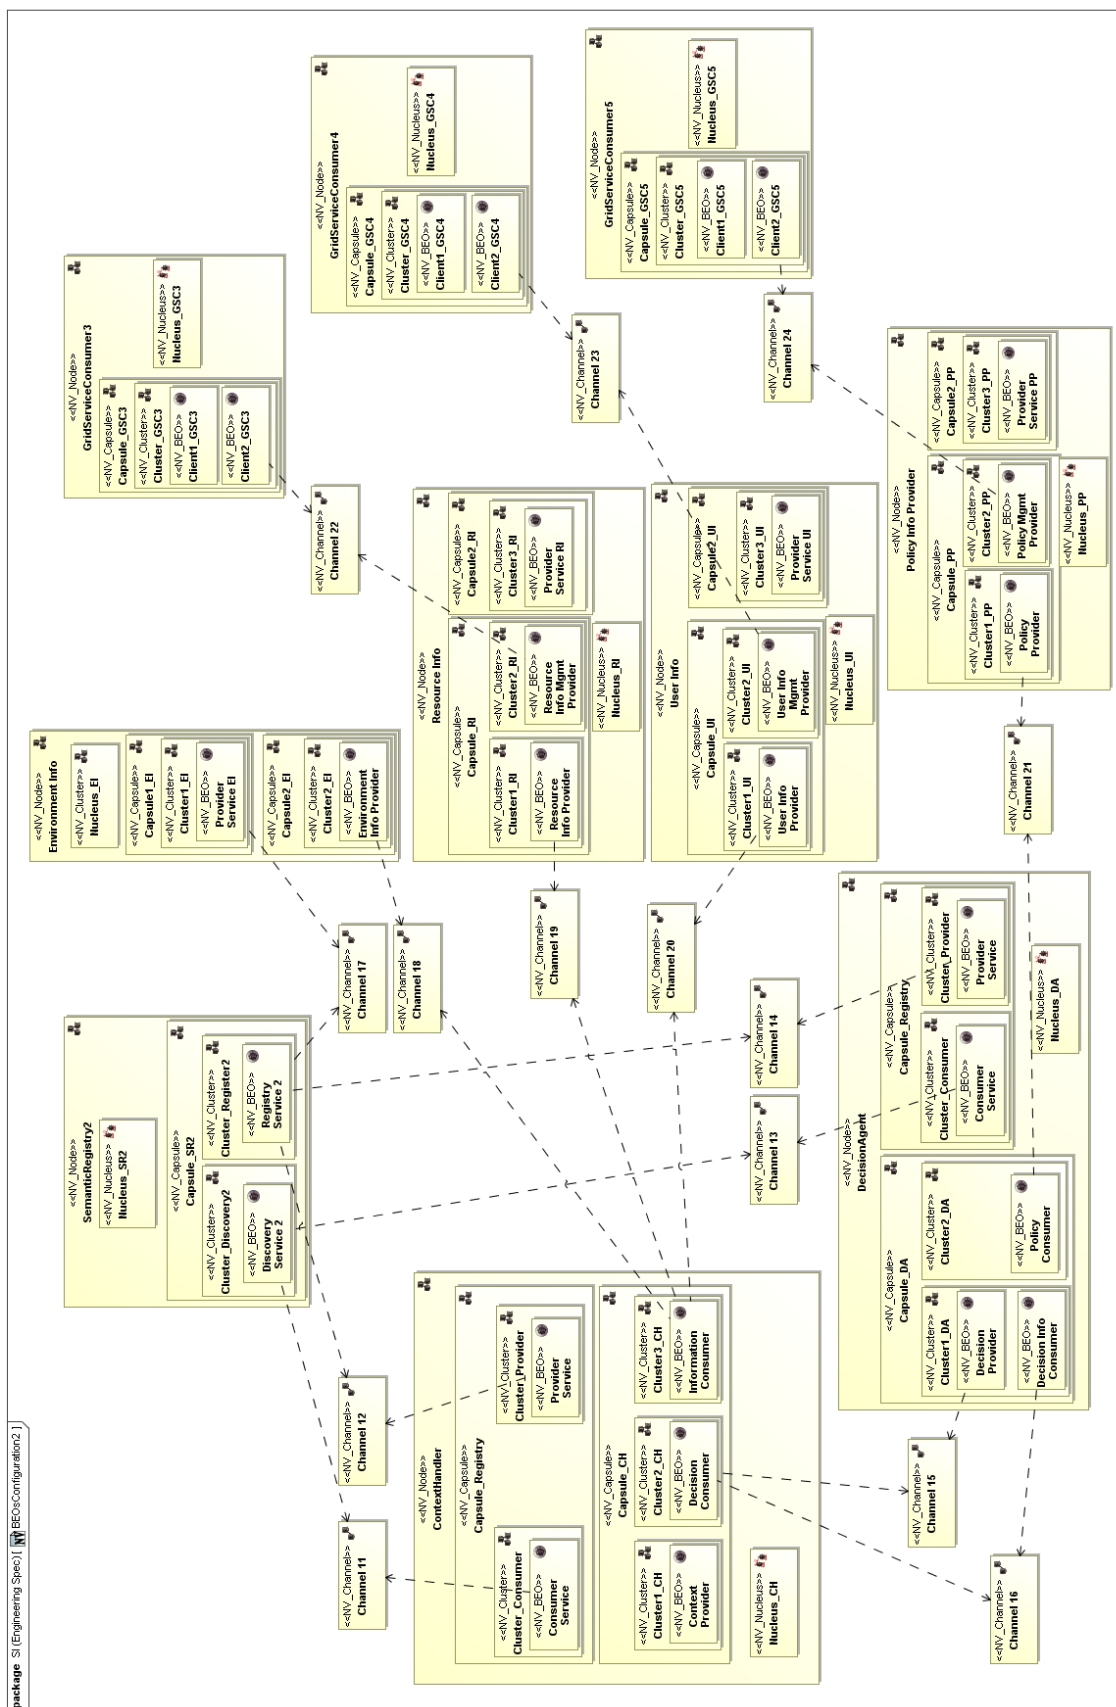 package SI (Engineering Spec) [ NV BEOsConfiguration2 ]
<<NV_Node>>
SemanticRegistry2
<<NV_Nucleus>>
Nucleus_SR2
<<NV_Capsule>>
Capsule_SR2
<<NV_Cluster>>
Cluster_Discovery2
<<NV_BEO>>
Discovery
Service 2
<<NV_Cluster>>
Cluster_Register2
<<NV_BEO>>
Registry
Service 2
<<NV_Node>>
Environment Info
<<NV_Cluster>>
Nucleus_EI
<<NV_Capsule>>
Capsule1_EI
<<NV_Cluster>>
Cluster1_EI
<<NV_BEO>>
Provider
Service EI
<<NV_Capsule>>
Capsule2_EI
<<NV_Cluster>>
Cluster2_EI
<<NV_BEO>>
Environment
Info Provider
<<NV_Node>>
GridServiceConsumer3
<<NV_Capsule>>
Capsule_GSC3
<<NV_Cluster>>
Cluster_GSC3
<<NV_BEO>>
Client1_GSC3
<<NV_BEO>>
Client2_GSC3
<<NV_Nucleus>>
Nucleus_GSC3
<<NV_Node>>
GridServiceConsumer4
<<NV_Capsule>>
Capsule_GSC4
<<NV_Cluster>>
Cluster_GSC4
<<NV_BEO>>
Client1_GSC4
<<NV_BEO>>
Client2_GSC4
<<NV_Nucleus>>
Nucleus_GSC4
<<NV_Node>>
GridServiceConsumer5
<<NV_Capsule>>
Capsule_GSC5
<<NV_Cluster>>
Cluster_GSC5
<<NV_BEO>>
Client1_GSC5
<<NV_BEO>>
Client2_GSC5
<<NV_Nucleus>>
Nucleus_GSC5
<<NV_Channel>>
Channel 11
<<NV_Channel>>
Channel 12
<<NV_Channel>>
Channel 17
<<NV_Channel>>
Channel 18
<<NV_Channel>>
Channel 22
<<NV_Node>>
ContextHandler
<<NV_Capsule>>
Capsule_Registry
<<NV_Cluster>>
Cluster_Consumer
<<NV_BEO>>
Consumer
Service
<<NV_Cluster>>
Cluster_Provider
<<NV_BEO>>
Provider
Service
<<NV_Capsule>>
Capsule_CH
<<NV_Cluster>>
Cluster1_CH
<<NV_BEO>>
Context
Provider
<<NV_Cluster>>
Cluster2_CH
<<NV_BEO>>
Decision
Consumer
<<NV_Cluster>>
Cluster3_CH
<<NV_BEO>>
Information
Consumer
<<NV_Nucleus>>
Nucleus_CH
<<NV_Node>>
Resource Info
<<NV_Capsule>>
Capsule_RI
<<NV_Cluster>>
Cluster1_RI
<<NV_BEO>>
Resource
Info Provider
<<NV_Cluster>>
Cluster2_RI
<<NV_BEO>>
Resource
Info Mgmt
Provider
<<NV_Capsule>>
Capsule2_RI
<<NV_Cluster>>
Cluster3_RI
<<NV_BEO>>
Provider
Service RI
<<NV_Nucleus>>
Nucleus_RI
<<NV_Channel>>
Channel 19
<<NV_Channel>>
Channel 23
<<NV_Channel>>
Channel 20
<<NV_Node>>
User Info
<<NV_Capsule>>
Capsule_UI
<<NV_Cluster>>
Cluster1_UI
<<NV_BEO>>
User Info
Provider
<<NV_Cluster>>
Cluster2_UI
<<NV_BEO>>
User Info
Mgmt
Provider
<<NV_Capsule>>
Capsule2_UI
<<NV_Cluster>>
Cluster3_UI
<<NV_BEO>>
Provider
Service UI
<<NV_Nucleus>>
Nucleus_UI
<<NV_Channel>>
Channel 13
<<NV_Channel>>
Channel 14
<<NV_Channel>>
Channel 24
<<NV_Node>>
DecisionAgent
<<NV_Capsule>>
Capsule_DA
<<NV_Cluster>>
Cluster1_DA
<<NV_BEO>>
Decision
Provider
<<NV_BEO>>
Decision Info
Consumer
<<NV_Cluster>>
Cluster2_DA
<<NV_BEO>>
Policy
Consumer
<<NV_Capsule>>
Capsule_Registry
<<NV_Cluster>>
Cluster_Consumer
<<NV_BEO>>
Consumer
Service
<<NV_Cluster>>
Cluster_Provider
<<NV_BEO>>
Provider
Service
<<NV_Nucleus>>
Nucleus_DA
<<NV_Node>>
Policy Info Provider
<<NV_Capsule>>
Capsule_PP
<<NV_Cluster>>
Cluster1_PP
<<NV_BEO>>
Policy
Provider
<<NV_Cluster>>
Cluster2_PP
<<NV_BEO>>
Policy Mgmt
Provider
<<NV_Capsule>>
Capsule2_PP
<<NV_Cluster>>
Cluster3_PP
<<NV_BEO>>
Provider
Service PP
<<NV_Nucleus>>
Nucleus_PP
<<NV_Channel>>
Channel 15
<<NV_Channel>>
Channel 16
<<NV_Channel>>
Channel 21